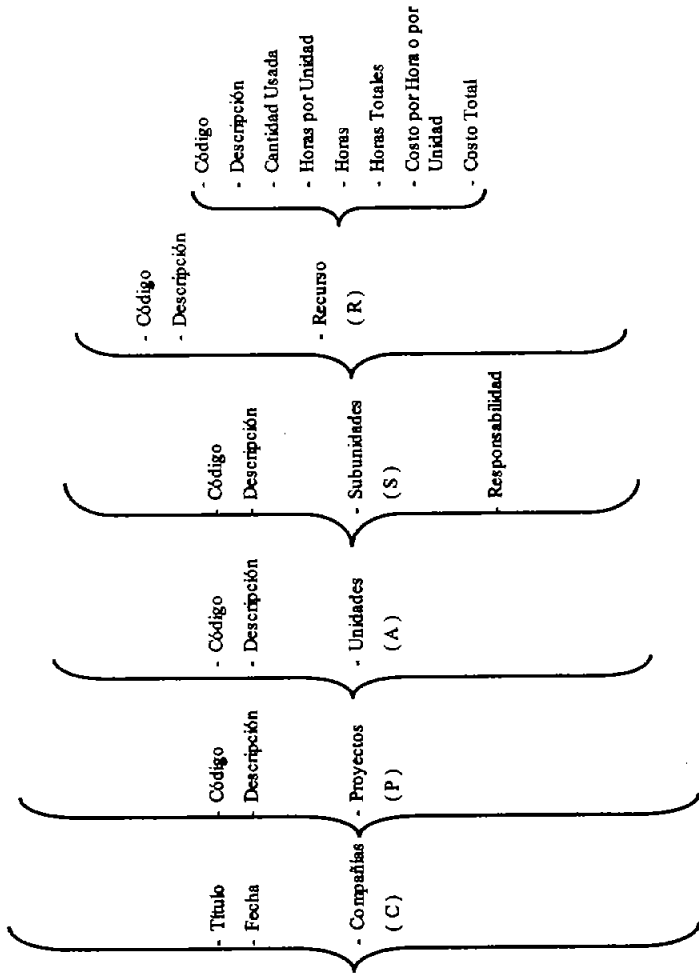 - Título
- Fecha
- Compañías
( C )
- Código
- Descripción
- Proyectos
( P )
- Código
- Descripción
- Unidades
( A )
- Código
- Descripción
- Subunidades
( S )
- Responsabilidad
- Código
- Descripción
- Recurso
( R )
- Código
- Descripción
- Cantidad Usada
- Horas por Unidad
- Horas
- Horas Totales
- Costo por Hora o por
Unidad
- Costo Total